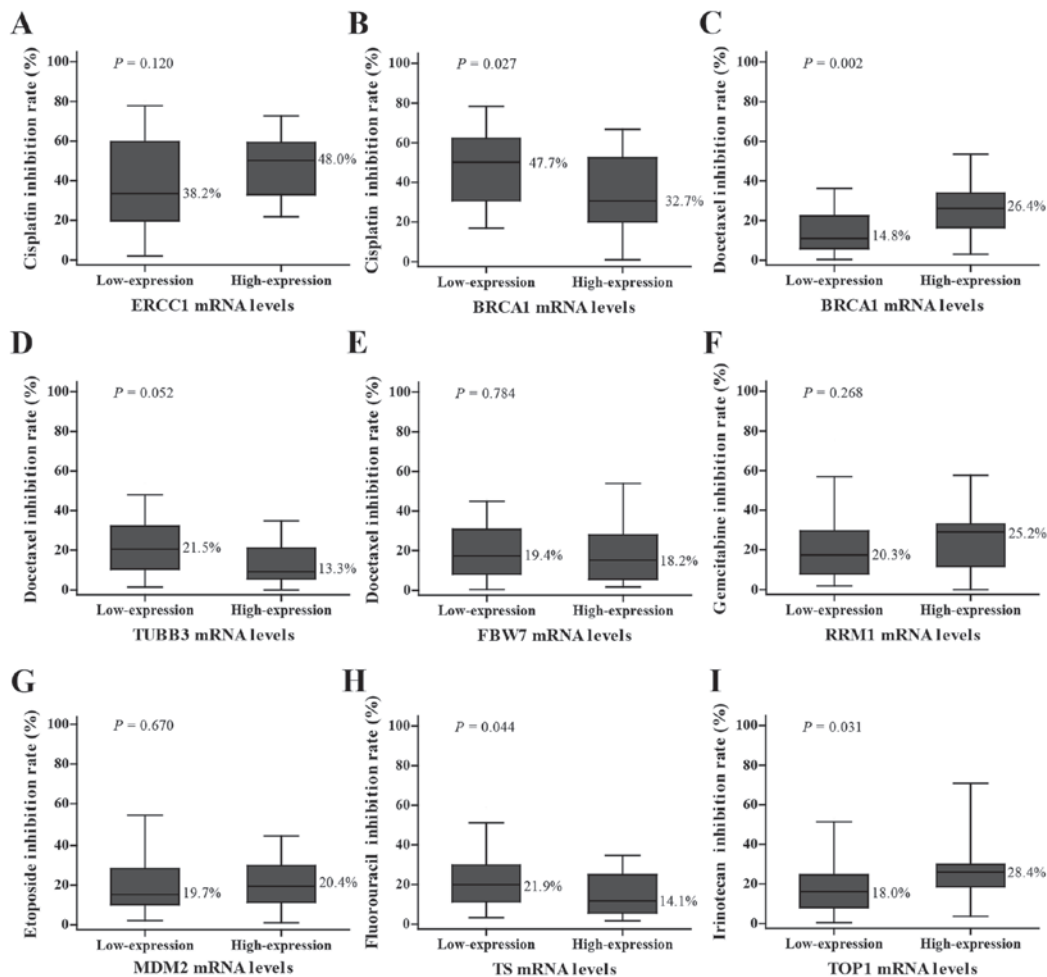 A
Cisplatin inhibition rate (%)
100
80
60
40
20
0
P = 0.120
38.2%
48.0%
Low-expression
High-expression
ERCC1 mRNA levels
B
Cisplatin inhibition rate (%)
100
80
60
40
20
0
P = 0.027
47.7%
32.7%
Low-expression
High-expression
BRCA1 mRNA levels
C
Docetaxel inhibition rate (%)
100
80
60
40
20
0
P = 0.002
14.8%
26.4%
Low-expression
High-expression
BRCA1 mRNA levels
D
Docetaxel inhibition rate (%)
100
80
60
40
20
0
P = 0.052
21.5%
13.3%
Low-expression
High-expression
TUBB3 mRNA levels
E
Docetaxel inhibition rate (%)
100
80
60
40
20
0
P = 0.784
19.4%
18.2%
Low-expression
High-expression
FBW7 mRNA levels
F
Gemcitabine inhibition rate (%)
100
80
60
40
20
0
P = 0.268
20.3%
25.2%
Low-expression
High-expression
RRM1 mRNA levels
G
Etoposide inhibition rate (%)
100
80
60
40
20
0
P = 0.670
19.7%
20.4%
Low-expression
High-expression
MDM2 mRNA levels
H
Fluorouracil inhibition rate (%)
100
80
60
40
20
0
P = 0.044
21.9%
14.1%
Low-expression
High-expression
TS mRNA levels
I
Irinotecan inhibition rate (%)
100
80
60
40
20
0
P = 0.031
18.0%
28.4%
Low-expression
High-expression
TOP1 mRNA levels